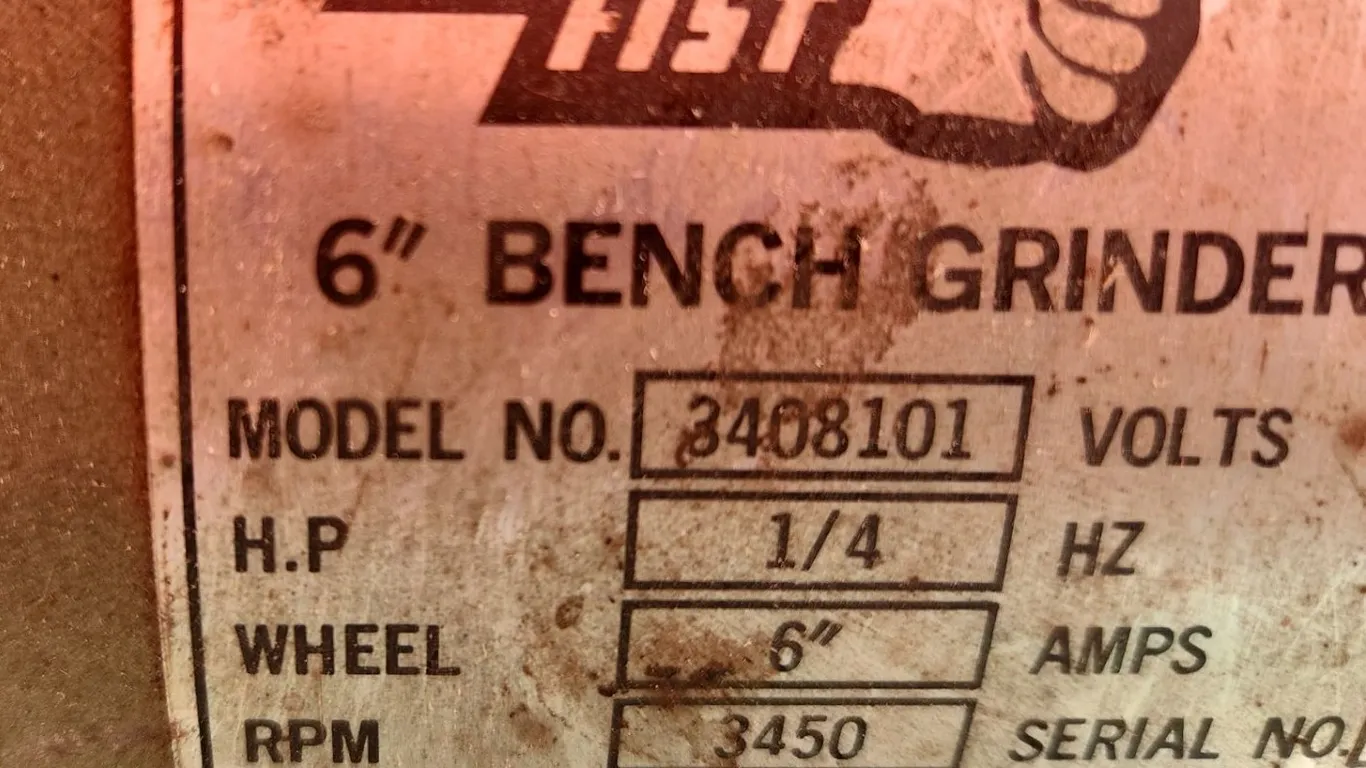 FIST
6" BENCH GRINDER
MODEL NO. 3408101 VOLTS
H.P 1/4 HZ
WHEEL 6" AMPS
RPM 3450 SERIAL NO.